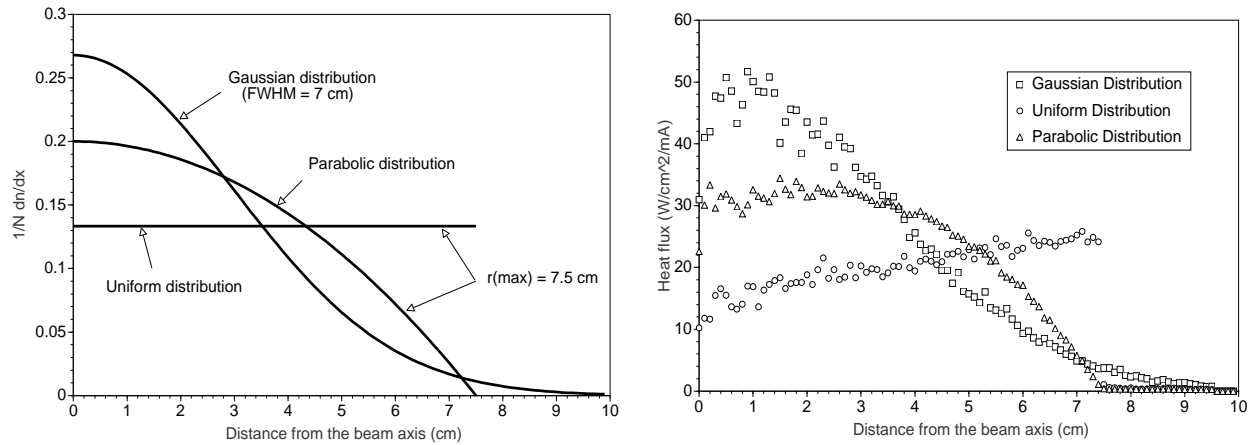 0.3
0.25
0.2
0.15
0.1
0.05
0
1/N dn/dx
Gaussian distribution
(FWHM = 7 cm)
Parabolic distribution
Uniform distribution
r(max) = 7.5 cm
0 1 2 3 4 5 6 7 8 9 10
Distance from the beam axis (cm)
60
50
40
30
20
10
0
Heat flux (W/cm^2/mA)
Gaussian Distribution
Uniform Distribution
Parabolic Distribution
0 1 2 3 4 5 6 7 8 9 10
Distance from the beam axis (cm)